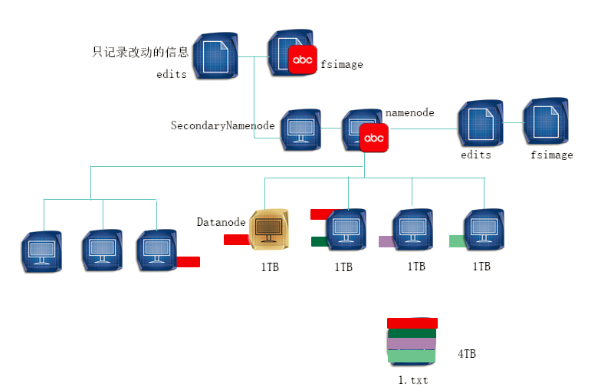 只记录改动的信息
edits
abc
fsimage
SecondaryNamenode
namenode
abc
edits
fsimage
Datanode
1TB
1TB
1TB
1TB
4TB
1.txt